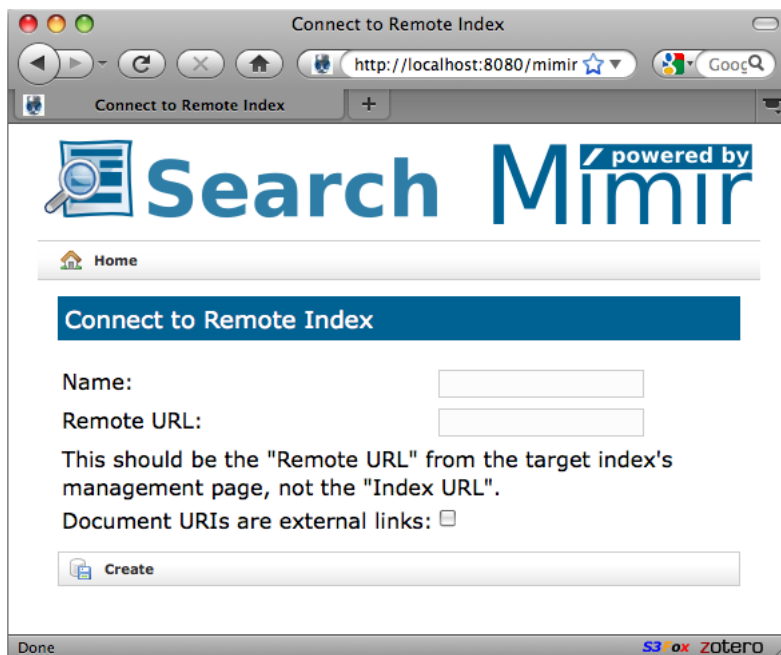 Connect to Remote Index
http://localhost:8080/mimir
Goog
Connect to Remote Index +
Search
powered by
Mímir
Home
Connect to Remote Index
Name:
Remote URL:
This should be the "Remote URL" from the target index's
management page, not the "Index URL".
Document URIs are external links:
Create
Done
S3Fox zotero